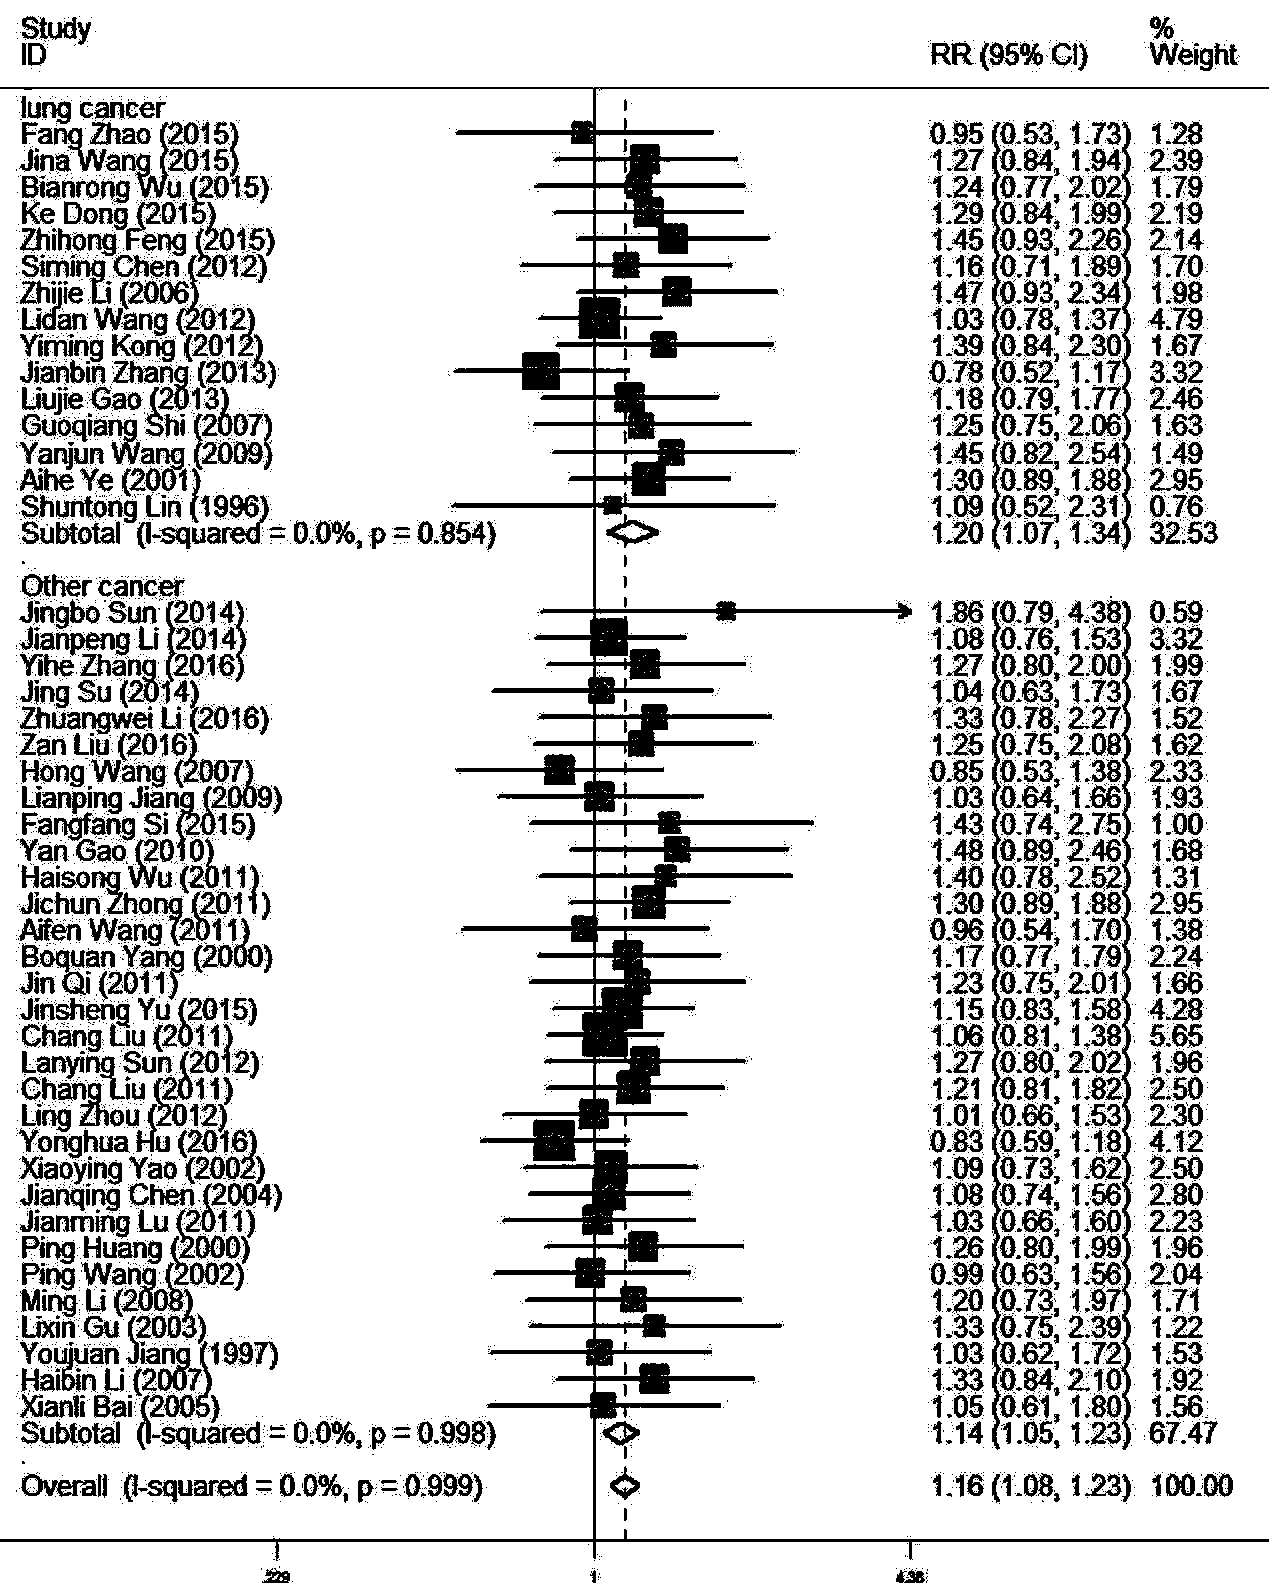 Study %
ID RR (95% CI) Weight
lung cancer
Fang Zhao (2015) 0.95 (0.53, 1.73) 1.28
Jina Wang (2015) 1.27 (0.84, 1.94) 2.39
Bianrong Wu (2015) 1.24 (0.77, 2.02) 1.79
Ke Dong (2015) 1.29 (0.84, 1.99) 2.19
Zhihong Feng (2015) 1.45 (0.93, 2.26) 2.14
Siming Chen (2012) 1.16 (0.71, 1.89) 1.70
Zhijie Li (2006) 1.47 (0.93, 2.34) 1.98
Lidan Wang (2012) 1.03 (0.78, 1.37) 4.79
Yiming Kong (2012) 1.39 (0.84, 2.30) 1.67
Jianbin Zhang (2013) 0.78 (0.52, 1.17) 3.32
Liujie Gao (2013) 1.18 (0.79, 1.77) 2.46
Guoqiang Shi (2007) 1.25 (0.75, 2.06) 1.63
Yanjun Wang (2009) 1.45 (0.82, 2.54) 1.49
Aihe Ye (2001) 1.30 (0.89, 1.88) 2.95
Shuntong Lin (1996) 1.09 (0.52, 2.31) 0.76
Subtotal (I-squared = 0.0%, p = 0.854) 1.20 (1.07, 1.34) 32.53
.
Other cancer
Jingbo Sun (2014) 1.86 (0.79, 4.38) 0.59
Jianpeng Li (2014) 1.08 (0.76, 1.53) 3.32
Yihe Zhang (2016) 1.27 (0.80, 2.00) 1.99
Jing Su (2014) 1.04 (0.63, 1.73) 1.67
Zhuangwei Li (2016) 1.33 (0.78, 2.27) 1.52
Zan Liu (2016) 1.25 (0.75, 2.08) 1.62
Hong Wang (2007) 0.85 (0.53, 1.38) 2.33
Lianping Jiang (2009) 1.03 (0.64, 1.66) 1.93
Fangfang Si (2015) 1.43 (0.74, 2.75) 1.00
Yan Gao (2010) 1.48 (0.89, 2.46) 1.68
Haisong Wu (2011) 1.40 (0.78, 2.52) 1.31
Jichun Zhong (2011) 1.30 (0.89, 1.88) 2.95
Aifen Wang (2011) 0.96 (0.54, 1.70) 1.38
Boquan Yang (2000) 1.17 (0.77, 1.79) 2.24
Jin Qi (2011) 1.23 (0.75, 2.01) 1.66
Jinsheng Yu (2015) 1.15 (0.83, 1.58) 4.28
Chang Liu (2011) 1.06 (0.81, 1.38) 5.65
Lanying Sun (2012) 1.27 (0.80, 2.02) 1.96
Chang Liu (2011) 1.21 (0.81, 1.82) 2.50
Ling Zhou (2012) 1.01 (0.66, 1.53) 2.30
Yonghua Hu (2016) 0.83 (0.59, 1.18) 4.12
Xiaoying Yao (2002) 1.09 (0.73, 1.62) 2.50
Jianqing Chen (2004) 1.08 (0.74, 1.56) 2.80
Jianming Lu (2011) 1.03 (0.66, 1.60) 2.23
Ping Huang (2000) 1.26 (0.80, 1.99) 1.96
Ping Wang (2002) 0.99 (0.63, 1.56) 2.04
Ming Li (2008) 1.20 (0.73, 1.97) 1.71
Lixin Gu (2003) 1.33 (0.75, 2.39) 1.22
Youjuan Jiang (1997) 1.03 (0.62, 1.72) 1.53
Haibin Li (2007) 1.33 (0.84, 2.10) 1.92
Xianli Bai (2005) 1.05 (0.61, 1.80) 1.56
Subtotal (I-squared = 0.0%, p = 0.998) 1.14 (1.05, 1.23) 67.47
.
Overall (I-squared = 0.0%, p = 0.999) 1.16 (1.08, 1.23) 100.00
.229 1 4.38